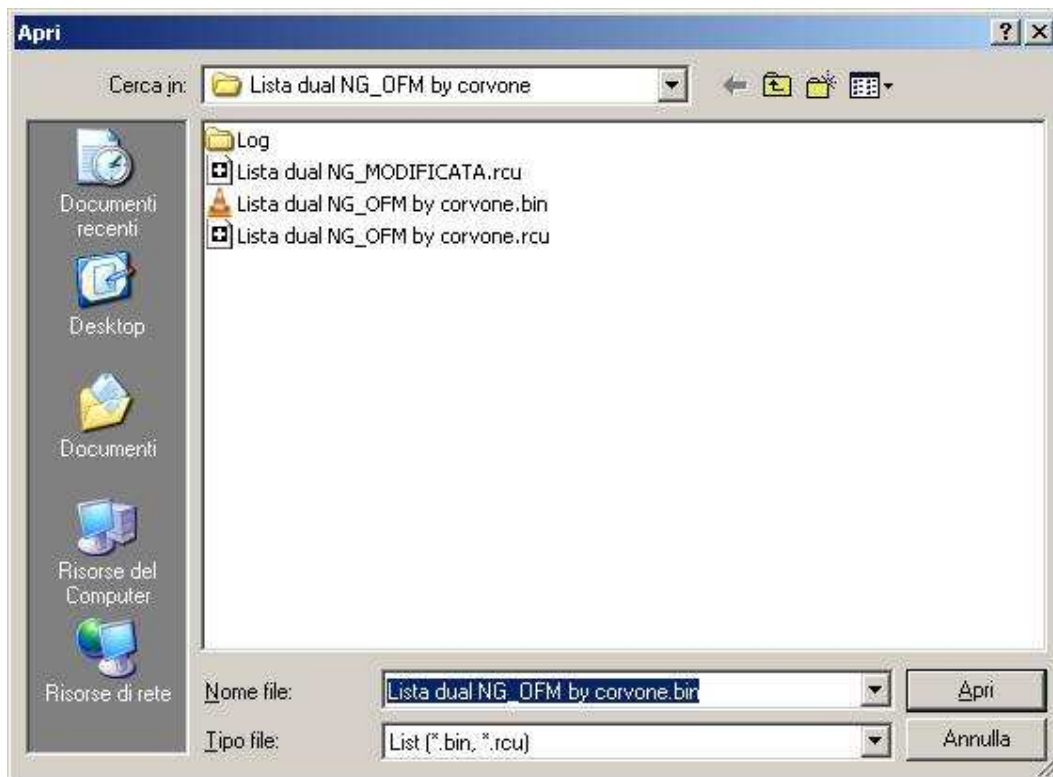 Apri
Cerca in:
Lista dual NG_OFM by corvone
Log
Lista dual NG_MODIFICATA.rcu
Lista dual NG_OFM by corvone.bin
Lista dual NG_OFM by corvone.rcu
Documenti
recenti
Desktop
Documenti
Risorse del
Computer
Risorse di rete
Nome file:
Lista dual NG_OFM by corvone.bin
Apri
Tipo file:
List (*.bin, *.rcu)
Annulla